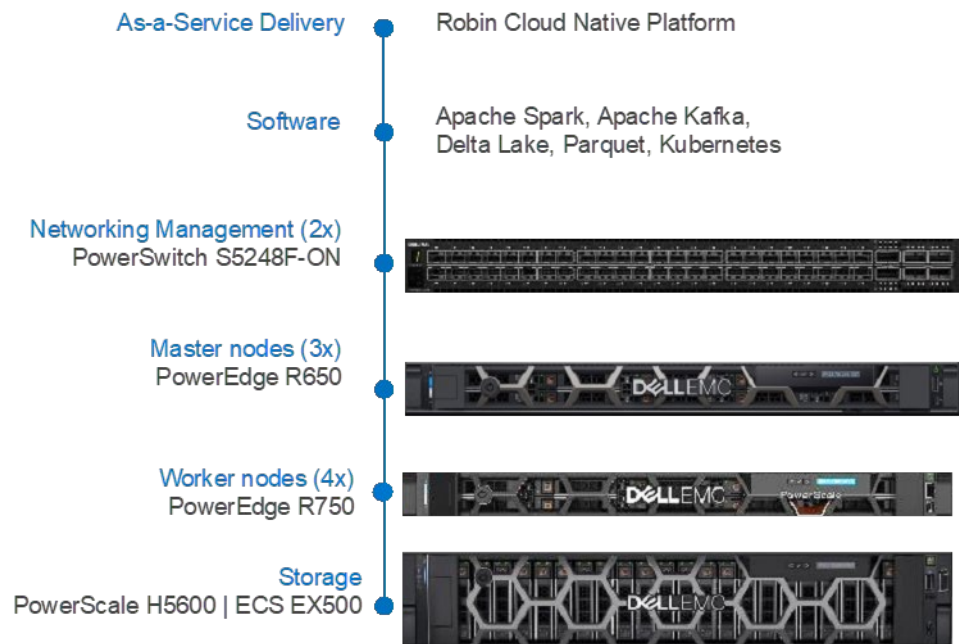 As-a-Service Delivery
Robin Cloud Native Platform
Software
Apache Spark, Apache Kafka,
Delta Lake, Parquet, Kubernetes
Networking Management (2x)
PowerSwitch S5248F-ON
Master nodes (3x)
PowerEdge R650
DELLEMC
Worker nodes (4x)
PowerEdge R750
DELLEMC
PowerScale
Storage
PowerScale H5600 | ECS EX500
DELLEMC